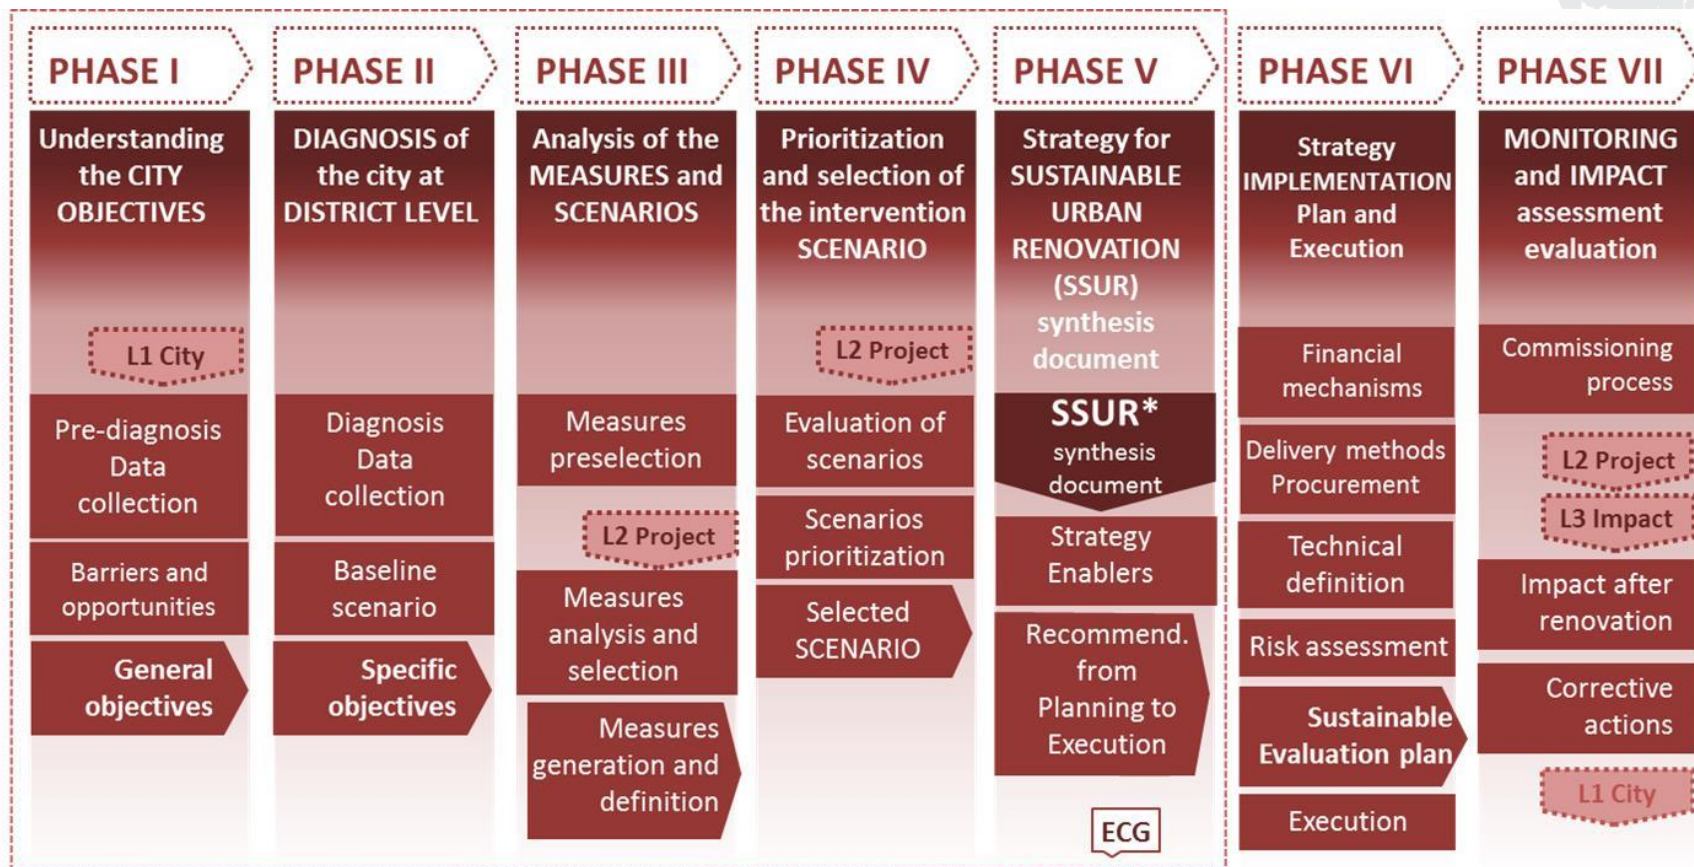 PHASE I
Understanding
the CITY
OBJECTIVES
L1 City
Pre-diagnosis
Data
collection
Barriers and
opportunities
General
objectives
PHASE II
DIAGNOSIS of
the city at
DISTRICT LEVEL
Diagnosis
Data
collection
Baseline
scenario
Specific
objectives
PHASE III
Analysis of the
MEASURES and
SCENARIOS
Measures
preselection
L2 Project
Measures
analysis and
selection
Measures
generation and
definition
PHASE IV
Prioritization
and selection of
the intervention
SCENARIO
L2 Project
Evaluation of
scenarios
Scenarios
prioritization
Selected
SCENARIO
PHASE V
Strategy for
SUSTAINABLE
URBAN
RENOVATION
(SSUR)
synthesis
document
SSUR*
synthesis
document
Strategy
Enablers
Recommend.
from
Planning to
Execution
ECG
PHASE VI
Strategy
IMPLEMENTATION
Plan and
Execution
Financial
mechanisms
Delivery methods
Procurement
Technical
definition
Risk assessment
Sustainable
Evaluation plan
Execution
PHASE VII
MONITORING
and IMPACT
assessment
evaluation
Commissioning
process
L2 Project
L3 Impact
Impact after
renovation
Corrective
actions
L1 City